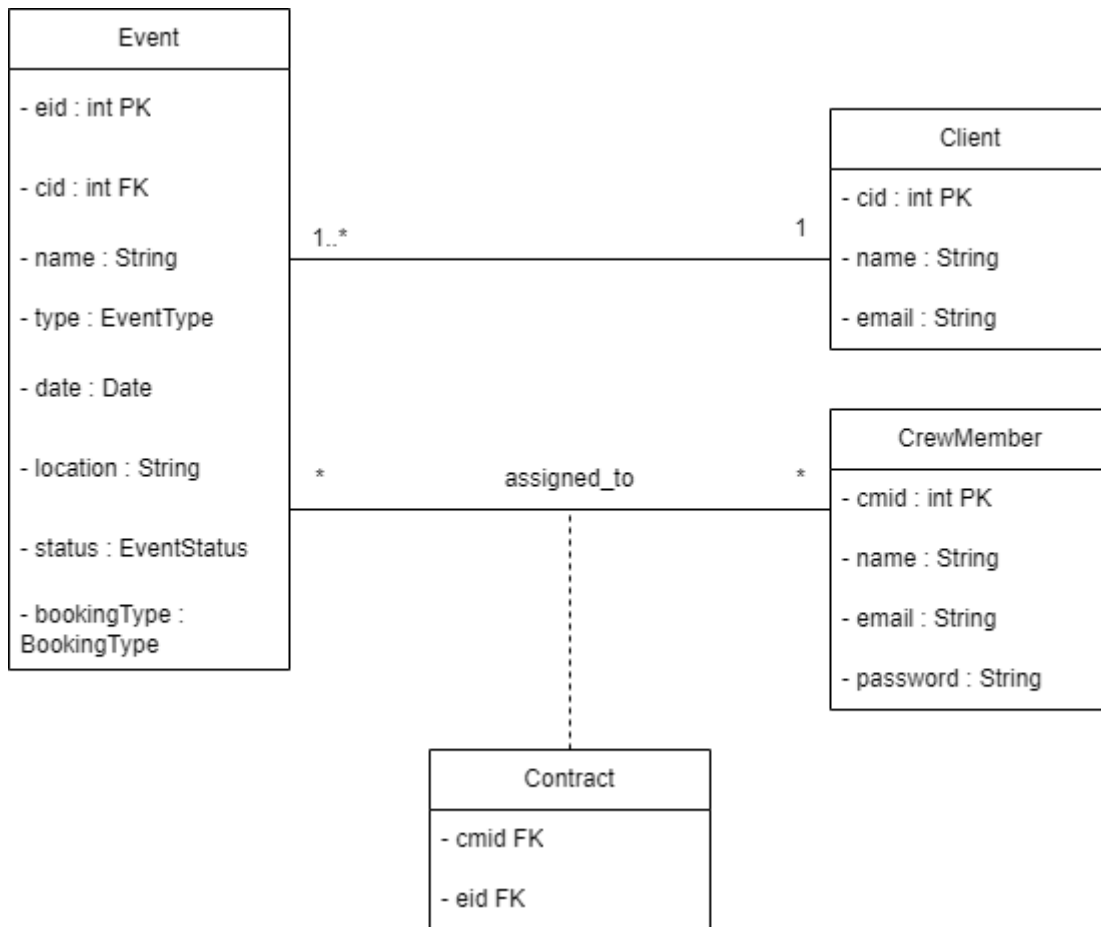 Event
- eid : int PK
- cid : int FK
- name : String
- type : EventType
- date : Date
- location : String
- status : EventStatus
- bookingType :
BookingType
1..*
1
Client
- cid : int PK
- name : String
- email : String
*
assigned_to
*
CrewMember
- cmid : int PK
- name : String
- email : String
- password : String
Contract
- cmid FK
- eid FK